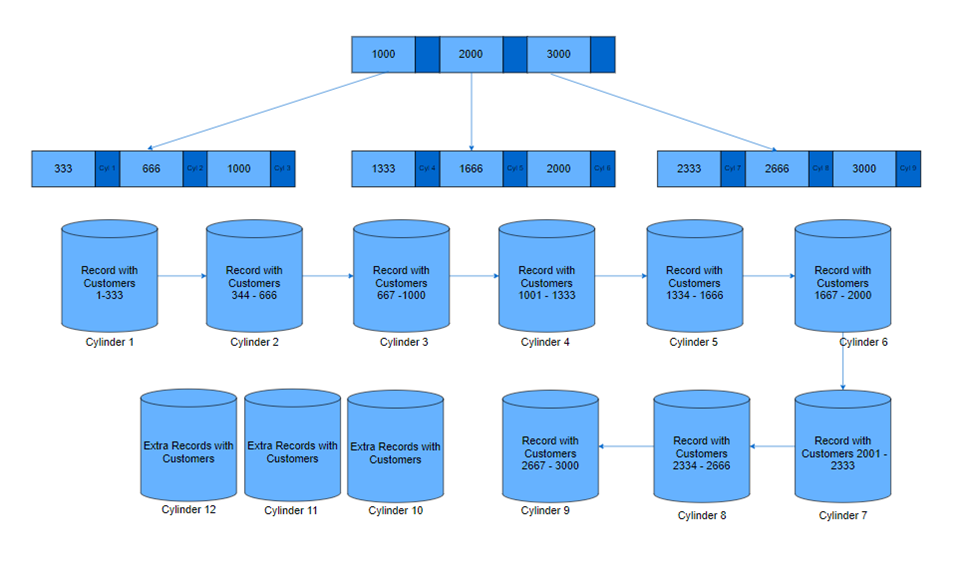 1000 2000 3000
333 Cyl 1 666 Cyl 2 1000 Cyl 3
1333 Cyl 4 1666 Cyl 5 2000 Cyl 6
2333 Cyl 7 2666 Cyl 8 3000 Cyl 9
Record with
Customers
1-333
Cylinder 1
Record with
Customers
344 - 666
Cylinder 2
Record with
Customers
667 -1000
Cylinder 3
Record with
Customers
1001 - 1333
Cylinder 4
Record with
Customers
1334 - 1666
Cylinder 5
Record with
Customers
1667 - 2000
Cylinder 6
Extra Records with
Customers
Cylinder 12
Extra Records with
Customers
Cylinder 11
Extra Records with
Customers
Cylinder 10
Record with
Customers
2667 - 3000
Cylinder 9
Record with
Customers
2334 - 2666
Cylinder 8
Record with
Customers 2001 -
2333
Cylinder 7